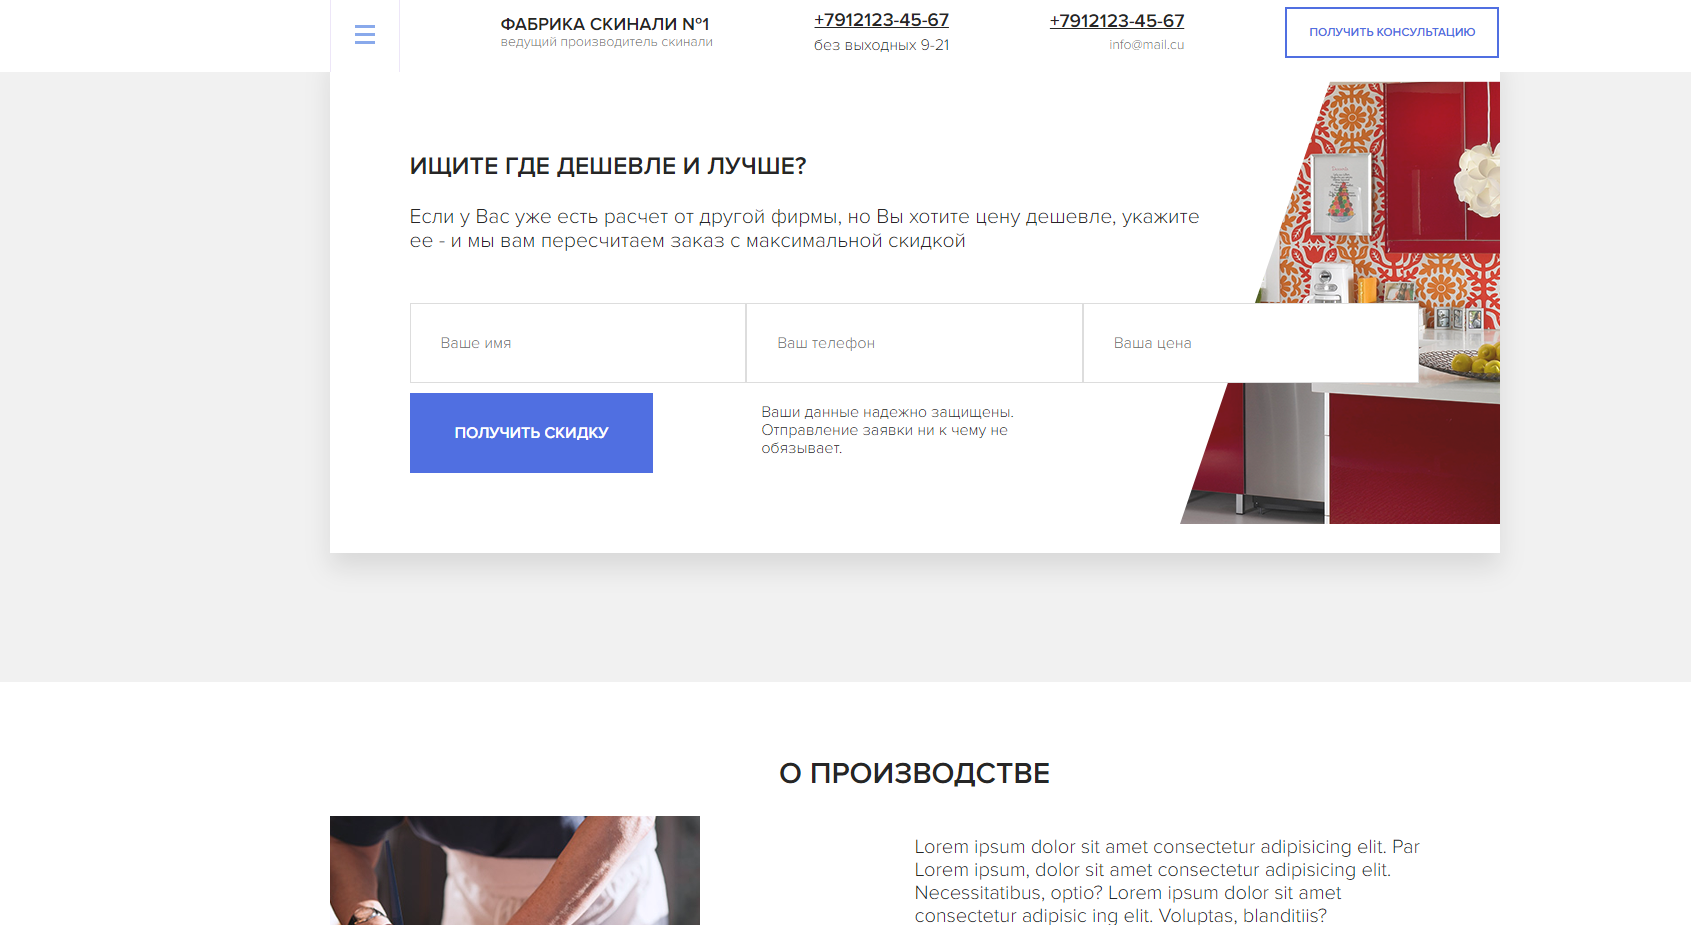 ФАБРИКА СКИНАЛИ №1
ведущий производитель скинали
+7912123-45-67
без выходных 9-21
+7912123-45-67
info@mail.cu
ПОЛУЧИТЬ КОНСУЛЬТАЦИЮ
ИЩИТЕ ГДЕ ДЕШЕВЛЕ И ЛУЧШЕ?
Если у Вас уже есть расчет от другой фирмы, но Вы хотите цену дешевле, укажите
ее - и мы вам пересчитаем заказ с максимальной скидкой
Ваше имя
Ваш телефон
Ваша цена
ПОЛУЧИТЬ СКИДКУ
Ваши данные надежно защищены.
Отправление заявки ни к чему не
обязывает.
О ПРОИЗВОДСТВЕ
Lorem ipsum dolor sit amet consectetur adipisicing elit. Par
Lorem ipsum, dolor sit amet consectetur adipisicing elit.
Necessitatibus, optio? Lorem ipsum dolor sit amet
consectetur adipisic ing elit. Voluptas, blanditiis?